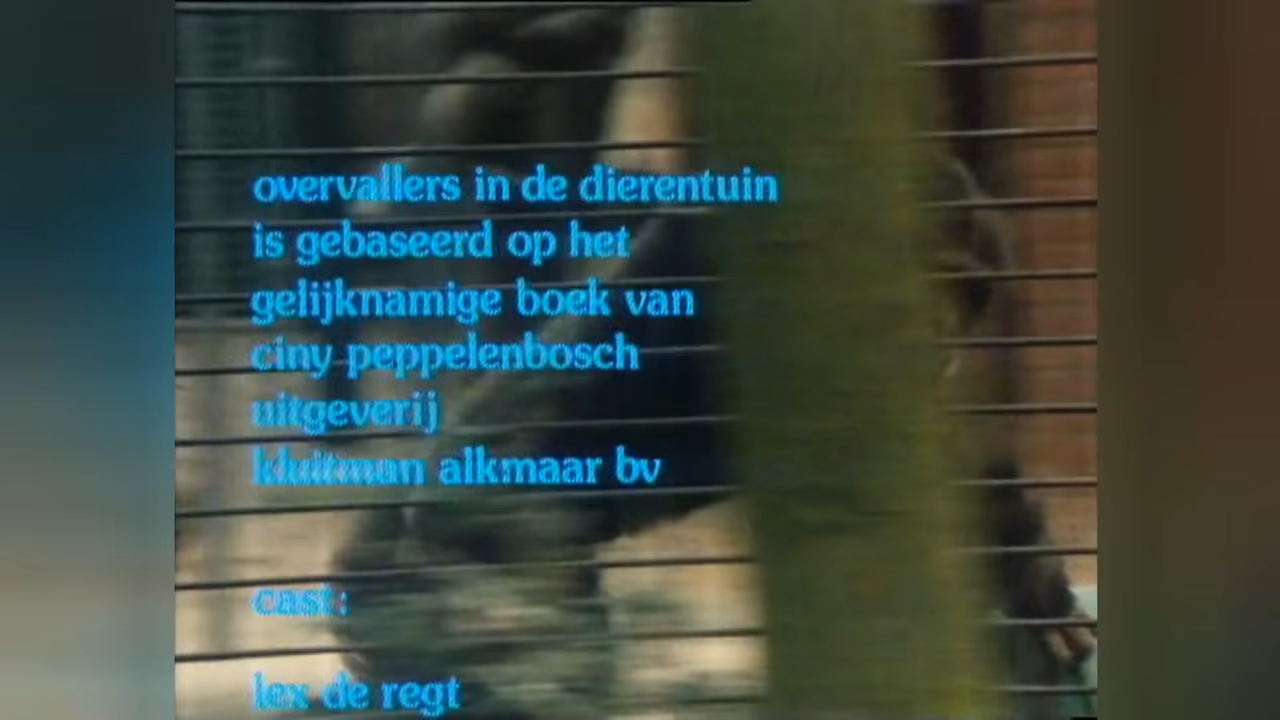 overvallers in de dierentuin
is gebaseerd op het
gelijknamige boek van
ciny peppelenbosch
uitgeverij
kluitman alkmaar bv
cast:
lex de regt